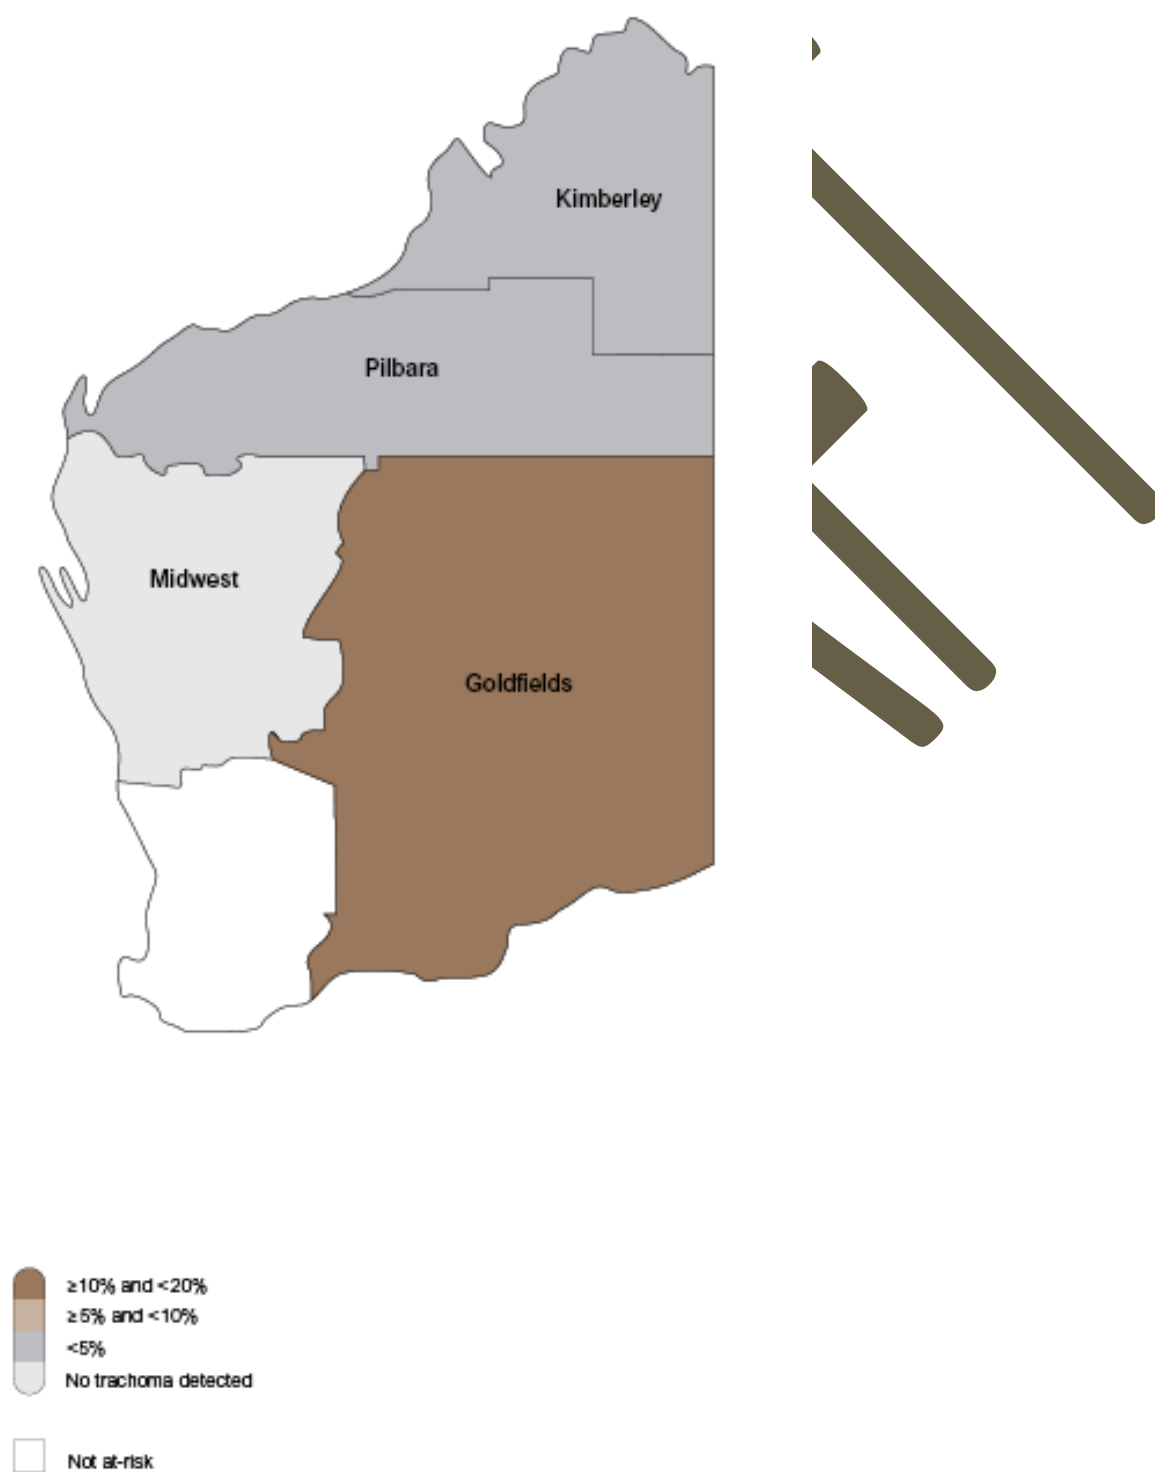 Kimberley
Pilbara
Midwest
Goldfields
≥10% and <20%
≥5% and <10%
<5%
No trachoma detected
Not at-risk